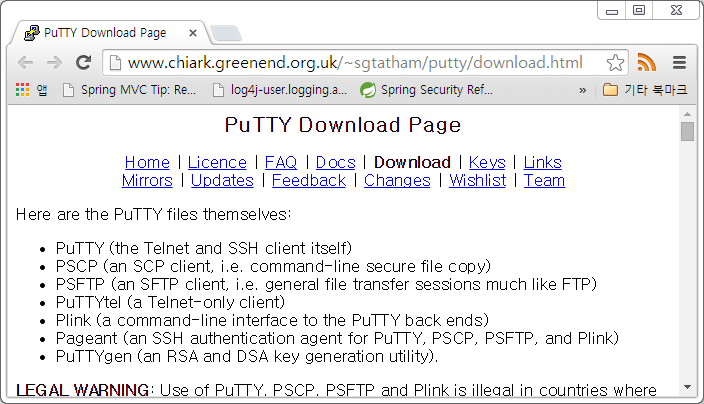 PuTTY Download Page
www.chiark.greenend.org.uk/~sgtatham/putty/download.html
앱 Spring MVC Tip: Re... log4j-user.logging.a... Spring Security Ref... » 기타 북마크
PuTTY Download Page
Home | Licence | FAQ | Docs | Download | Keys | Links
Mirrors | Updates | Feedback | Changes | Wishlist | Team
Here are the PuTTY files themselves:
• PuTTY (the Telnet and SSH client itself)
• PSCP (an SCP client, i.e. command-line secure file copy)
• PSFTP (an SFTP client, i.e. general file transfer sessions much like FTP)
• PuTTYtel (a Telnet-only client)
• Plink (a command-line interface to the PuTTY back ends)
• Pageant (an SSH authentication agent for PuTTY, PSCP, PSFTP, and Plink)
• PuTTYgen (an RSA and DSA key generation utility).
LEGAL WARNING: Use of PuTTY, PSCP, PSFTP and Plink is illegal in countries where